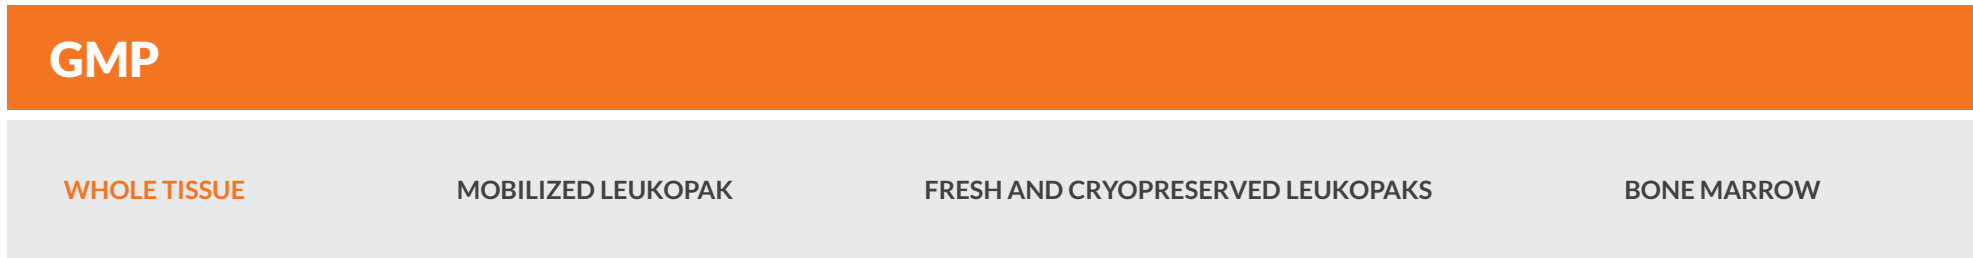 GMP
WHOLE TISSUE
MOBILIZED LEUKOPAK
FRESH AND CRYOPRESERVED LEUKOPAKS
BONE MARROW